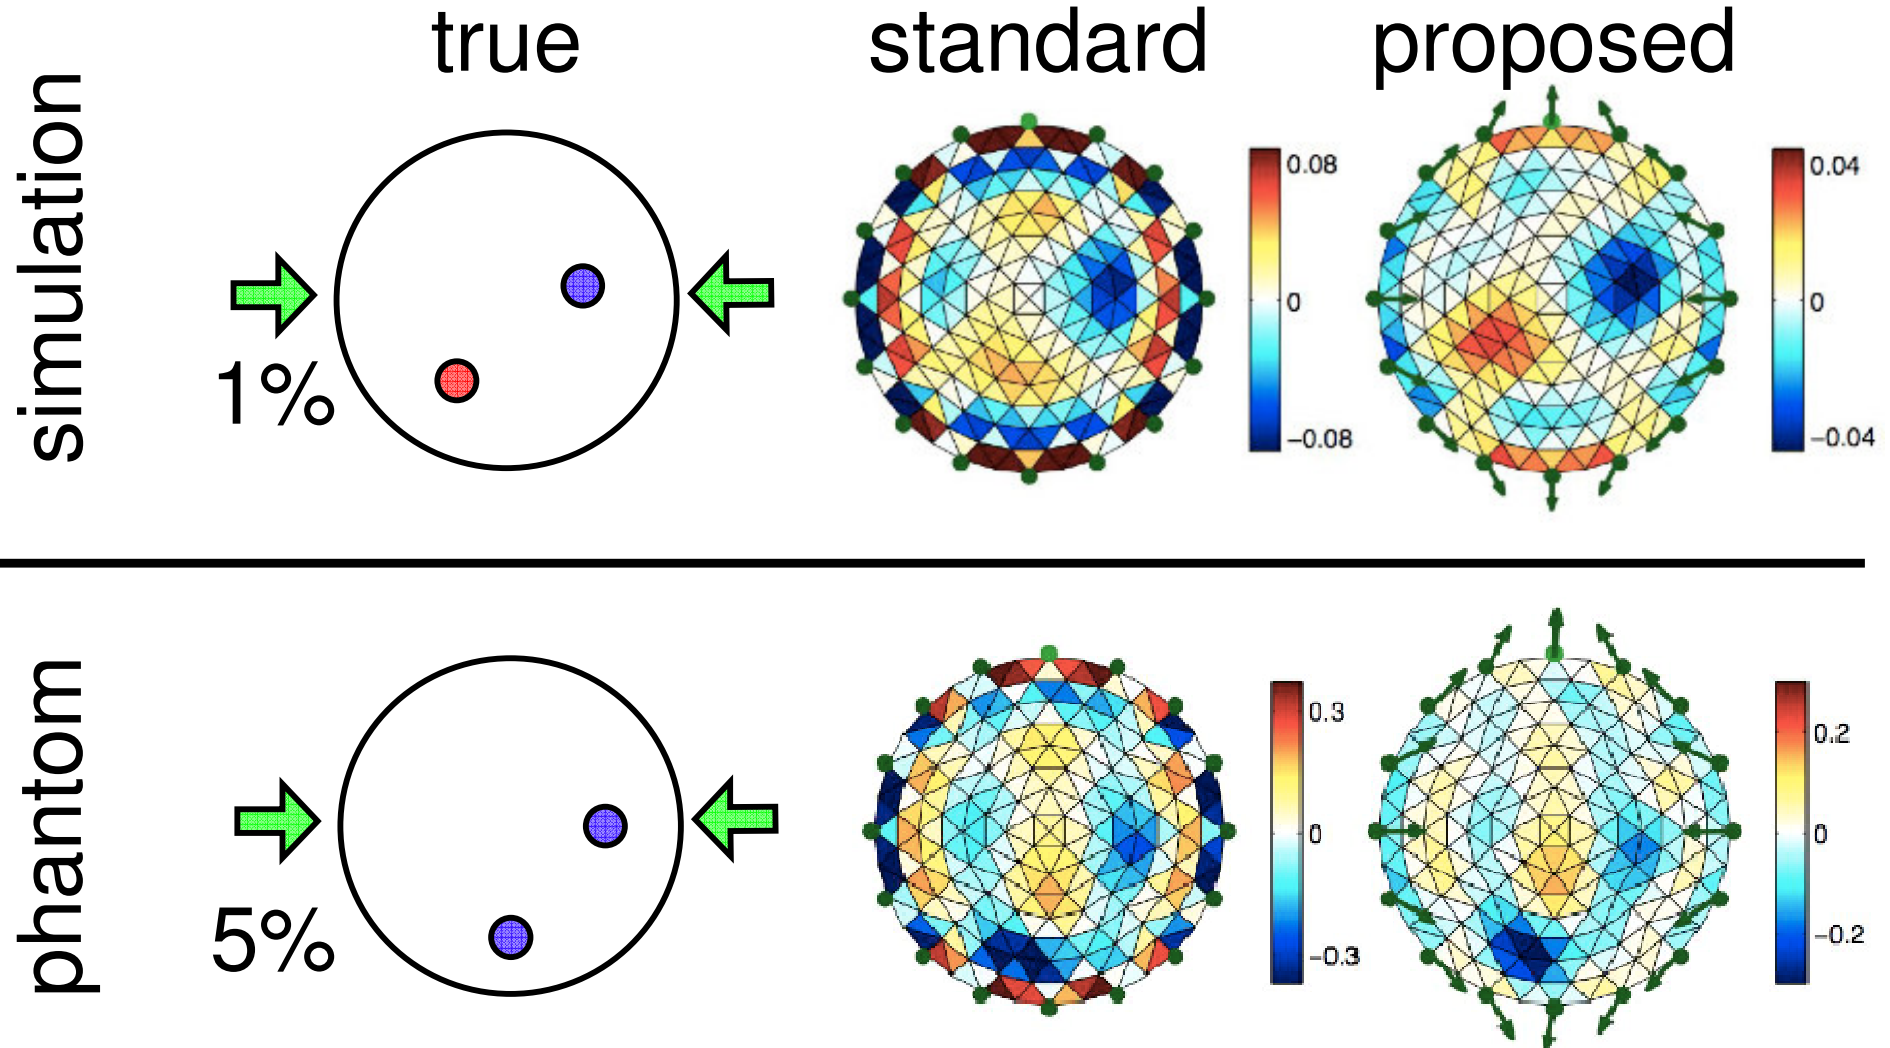 true
standard
proposed
simulation
1%
0.08
0
−0.08
0.04
0
−0.04
phantom
5%
0.3
0
−0.3
0.2
0
−0.2